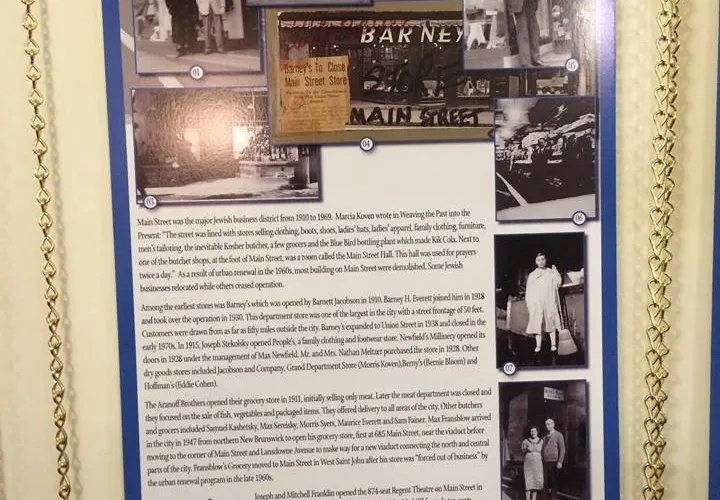 01
BARNEY
Barney's To Close
Main Street Store
STORE
MAIN STREET
05
03
04
06
Main Street was the major Jewish business district from 1910 to 1969. Marcia Koven wrote in Weaving the Past into the
Present: "The street was lined with stores selling clothing, boots, shoes, ladies' hats, ladies' apparel, family clothing, furniture,
men's tailoring, the inevitable Kosher butcher, a few grocers and the Blue Bird bottling plant which made Kik Cola. Next to
one of the butcher shops, at the foot of Main Street, was a room called the Main Street Hall. This hall was used for prayers
twice a day." As a result of urban renewal in the 1960s, most building on Main Street were demolished. Some Jewish
businesses relocated while others crased operation.
Among the earliest stores was Barney's which was opened by Barnett Jacobson in 1910. Barney H. Everett joined him in 1918
and took over the operation in 1930. This department store was one of the largest in the city with a street frontage of 50 feet.
Customers were drawn from as far as fifty miles outside the city. Barney's expanded to Union Street in 1938 and closed in the
early 1970s. In 1915, Joseph Stekolsky opened People's, a family clothing and footwear store. Newfield's Millinery opened its
doors in 1928 under the management of Max Newfield. Mr. and Mrs. Nathan Meltzer purchased the store in 1928. Other
dry goods stores included Jacobson and Company, Grand Department Store (Morris Koven), Berny's (Bernie Bloom) and
Hoffman's (Eddie Cohen).
07
The Aranoff Brothers opened their grocery store in 1911, initially selling only meat. Later the meat department was closed and
they focused on the sale of fish, vegetables and packaged items. They offered delivery to all areas of the city. Other butchers
and grocers included Samuel Kashetsky, Max Sereisky, Morris Syers, Maurice Everett and Sam Fainer. Max Fransblow arrived
in the city in 1947 from northern New Brunswick to open his grocery store, first at 685 Main Street, near the viaduct before
moving to the corner of Main Street and Lansdowne Avenue to make way for a new viaduct connecting the north and central
parts of the city. Fransblow's Grocery moved to Main Street in West Saint John after his store was "forced out of business" by
the urban renewal program in the late 1960s.
Joseph and Mitchell Franklin opened the 874-seat Regent Theatre on Main Street in